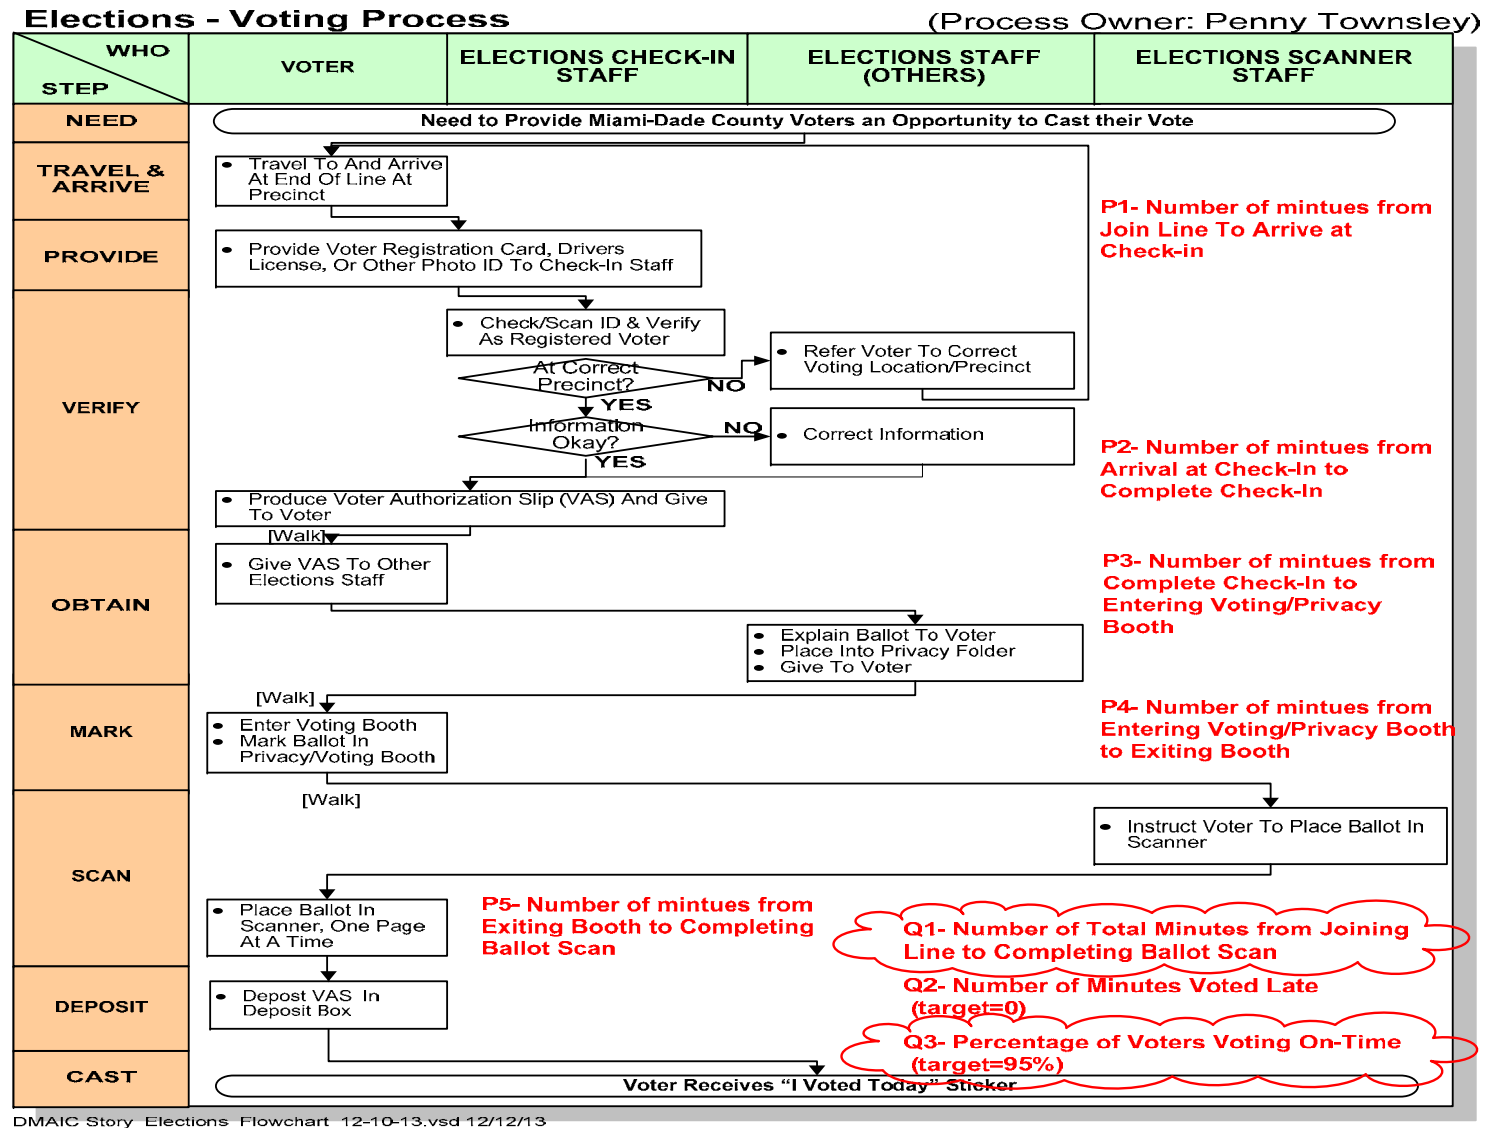 Elections - Voting Process
(Process Owner: Penny Townsley)
WHO
STEP
VOTER
ELECTIONS CHECK-IN
STAFF
ELECTIONS STAFF
(OTHERS)
ELECTIONS SCANNER
STAFF
NEED
Need to Provide Miami-Dade County Voters an Opportunity to Cast their Vote
TRAVEL &
ARRIVE
• Travel To And Arrive
At End Of Line At
Precinct
P1- Number of mintues from
Join Line To Arrive at
Check-in
PROVIDE
• Provide Voter Registration Card, Drivers
License, Or Other Photo ID To Check-In Staff
VERIFY
• Check/Scan ID & Verify
As Registered Voter
At Correct
Precinct?
NO
• Refer Voter To Correct
Voting Location/Precinct
YES
Information
Okay?
NO
• Correct Information
YES
P2- Number of mintues from
Arrival at Check-In to
Complete Check-In
• Produce Voter Authorization Slip (VAS) And Give
To Voter
[Walk]
OBTAIN
• Give VAS To Other
Elections Staff
P3- Number of mintues from
Complete Check-In to
Entering Voting/Privacy
Booth
• Explain Ballot To Voter
• Place Into Privacy Folder
• Give To Voter
[Walk]
MARK
• Enter Voting Booth
• Mark Ballot In
Privacy/Voting Booth
P4- Number of mintues from
Entering Voting/Privacy Booth
to Exiting Booth
[Walk]
SCAN
• Instruct Voter To Place Ballot In
Scanner
• Place Ballot In
Scanner, One Page
At A Time
P5- Number of mintues from
Exiting Booth to Completing
Ballot Scan
Q1- Number of Total Minutes from Joining
Line to Completing Ballot Scan
DEPOSIT
• Depost VAS In
Deposit Box
Q2- Number of Minutes Voted Late
(target=0)
Q3- Percentage of Voters Voting On-Time
(target=95%)
CAST
Voter Receives “I Voted Today” Sticker
DMAIC Story Elections Flowchart 12-10-13.vsd 12/12/13